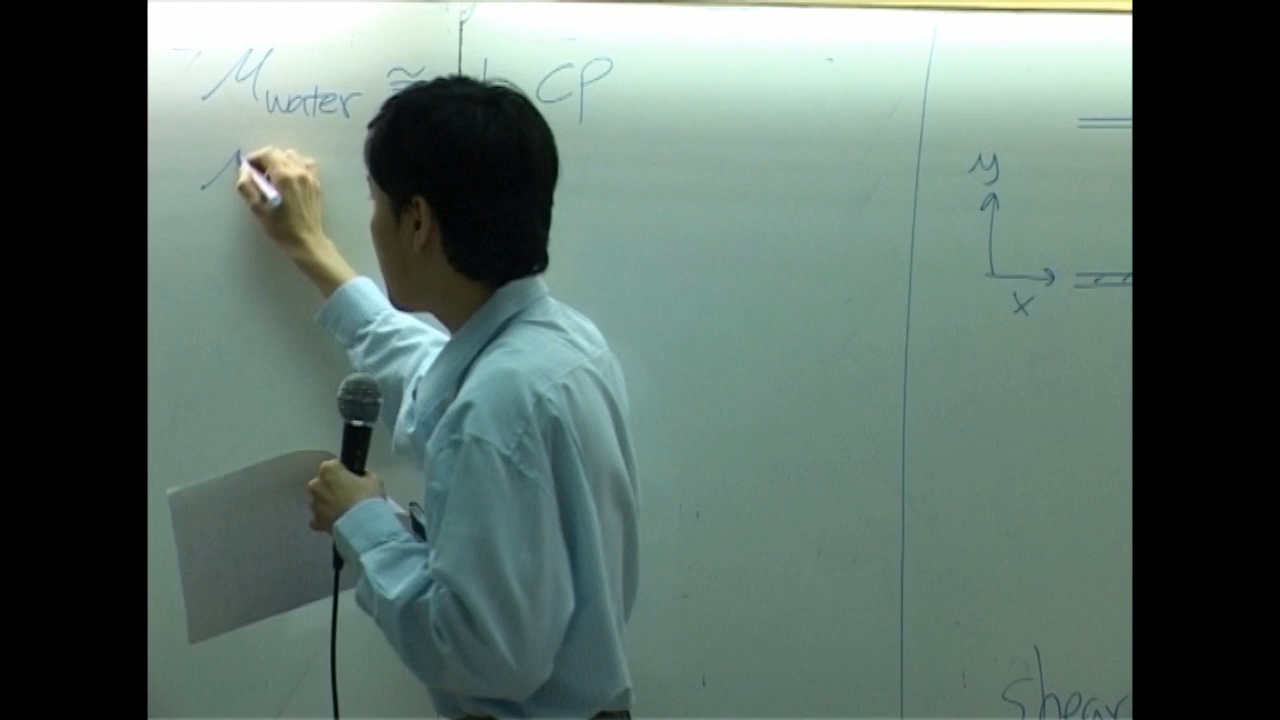 μwater ≅ CP
μ
y
x
Shear